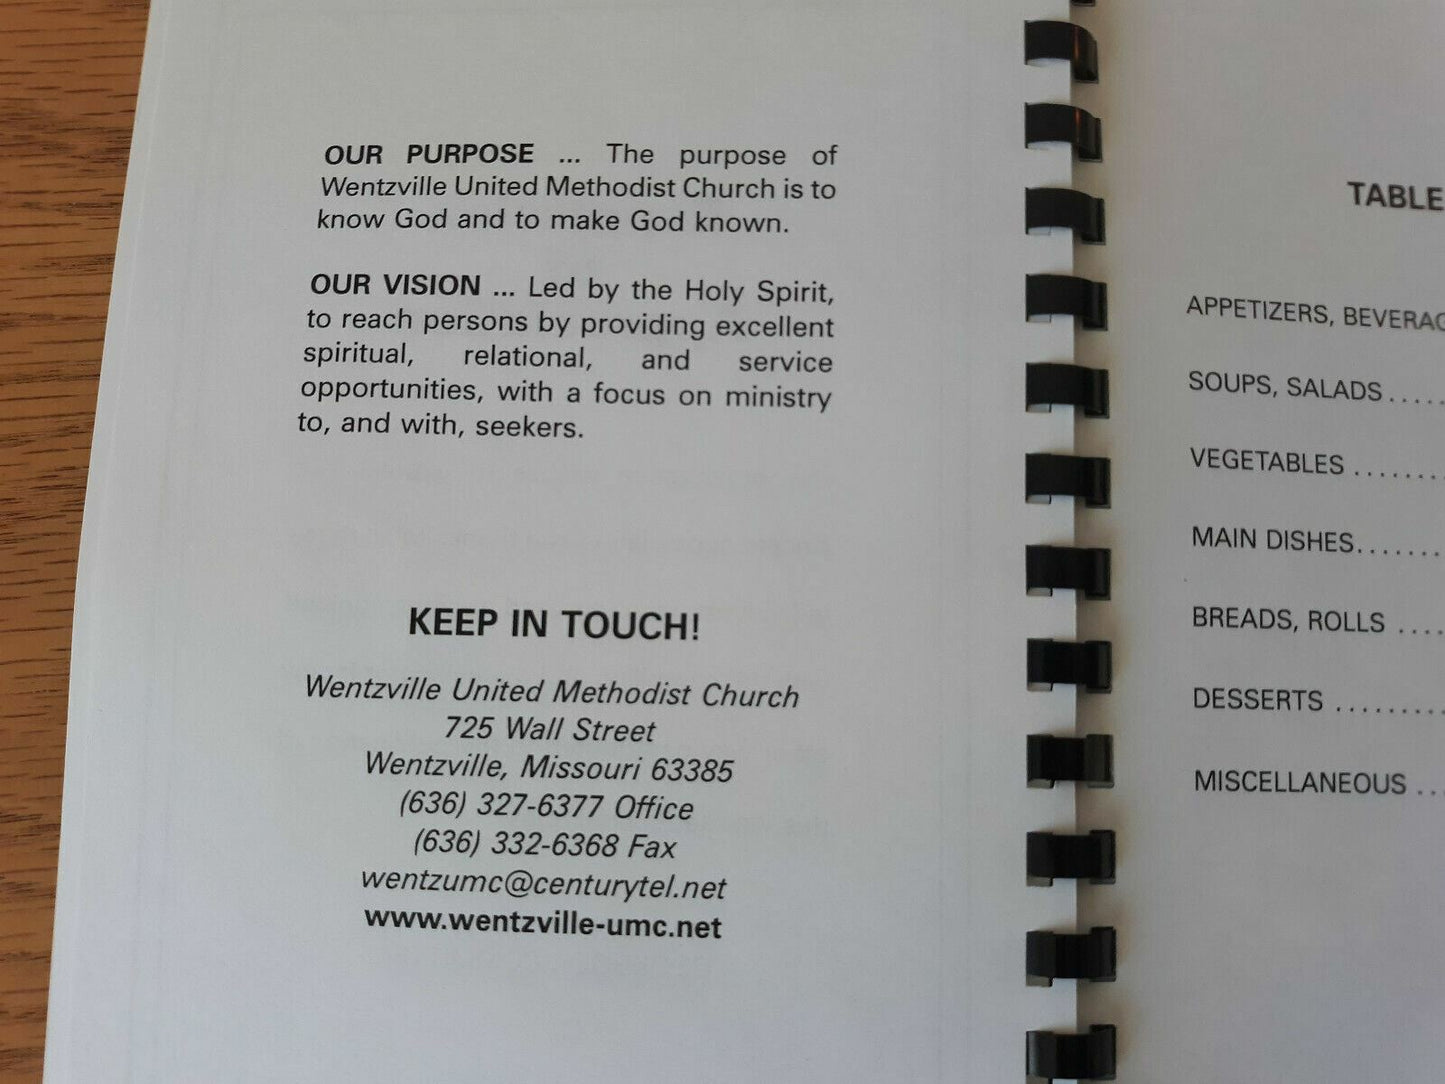 OUR PURPOSE ... The purpose of
Wentzville United Methodist Church is to
know God and to make God known.
OUR VISION ... Led by the Holy Spirit,
to reach persons by providing excellent
spiritual, relational, and service
opportunities, with a focus on ministry
to, and with, seekers.
KEEP IN TOUCH!
Wentzville United Methodist Church
725 Wall Street
Wentzville, Missouri 63385
(636) 327-6377 Office
(636) 332-6368 Fax
wentzumc@centurytel.net
www.wentzville-umc.net
TABLE
APPETIZERS, BEVERAG
SOUPS, SALADS .....
VEGETABLES .......
MAIN DISHES.......
BREADS, ROLLS ....
DESSERTS ........
MISCELLANEOUS ...